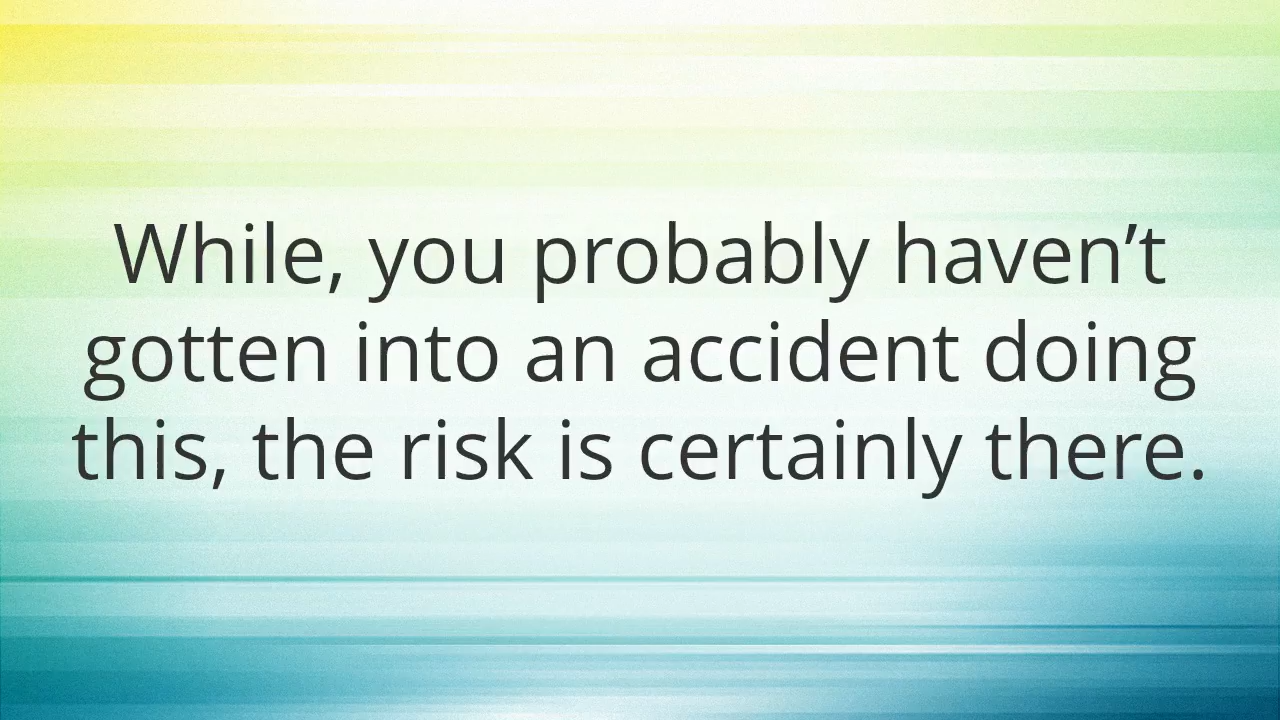 While, you probably haven’t
gotten into an accident doing
this, the risk is certainly there.